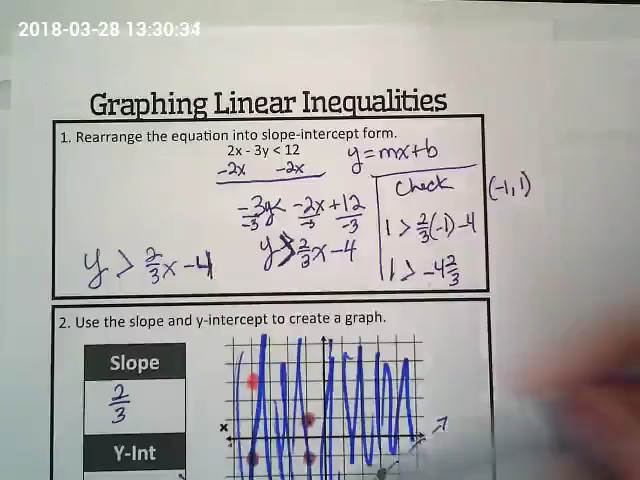 2018-03-28 13:30:34
Graphing Linear Inequalities
1. Rearrange the equation into slope-intercept form.
2x - 3y < 12
y = mx + b
-2x -2x
Check
(-1,1)
-3y < -2x + 12
-3 -3 -3
1 > 2/3(-1) - 4
y > 2/3x - 4
y > 2/3x - 4
1 > -4 2/3
2. Use the slope and y-intercept to create a graph.
Slope
2/3
x
Y-Int